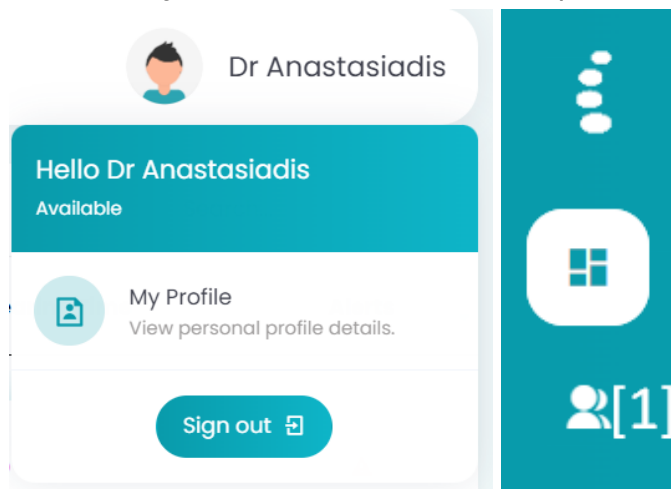 Dr Anastasiadis
Hello Dr Anastasiadis
Available
My Profile
View personal profile details.
Sign out
[1]